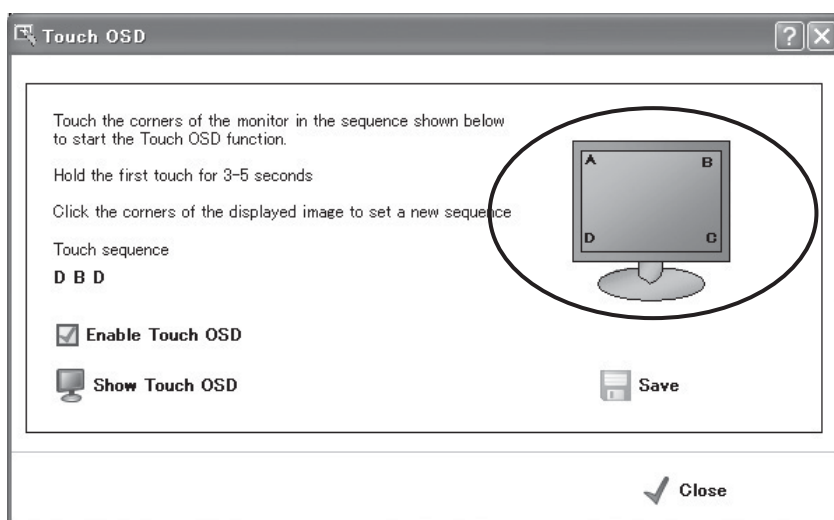 Touch OSD
Touch the corners of the monitor in the sequence shown below
to start the Touch OSD function.
Hold the first touch for 3-5 seconds
Click the corners of the displayed image to set a new sequence
Touch sequence
D B D
Enable Touch OSD
Show Touch OSD
A B
D C
Save
Close